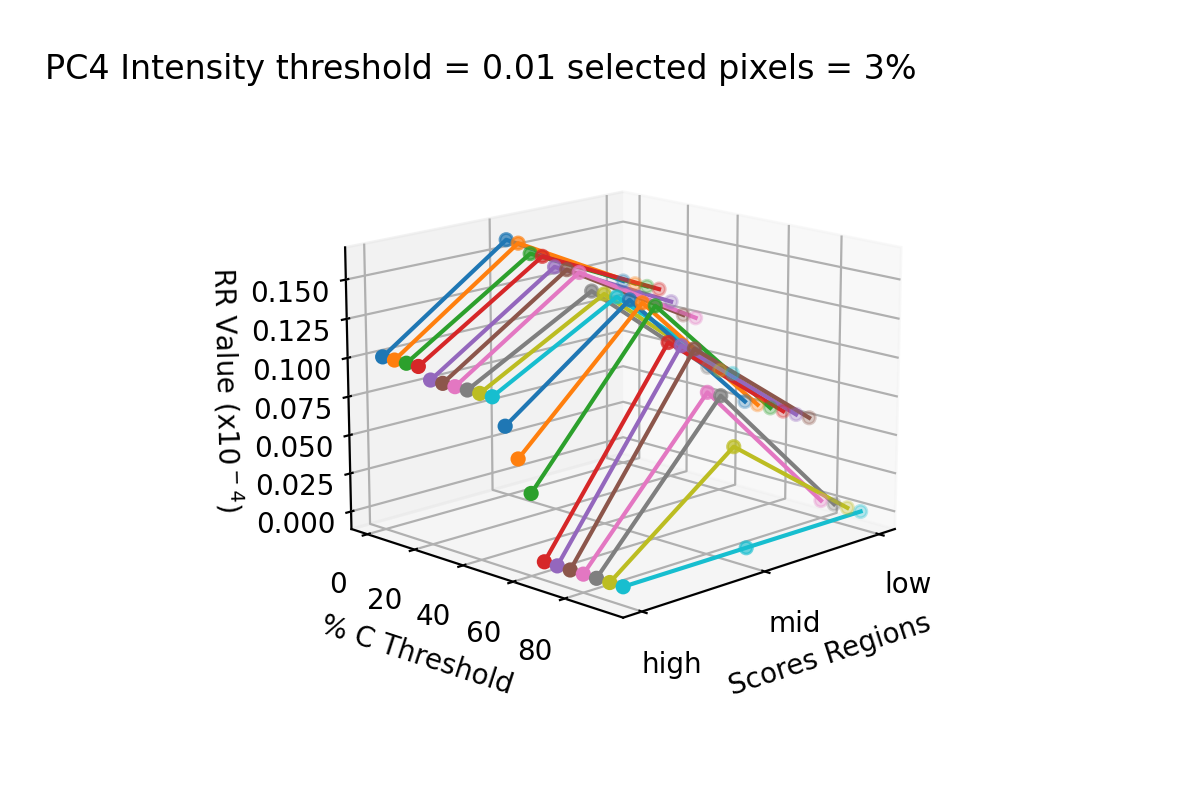 PC4 Intensity threshold = 0.01 selected pixels = 3%
RR Value (x10⁻⁴)
0.150
0.125
0.100
0.075
0.050
0.025
0.000
0
20
40
60
80
% C Threshold
low
mid
high
Scores Regions